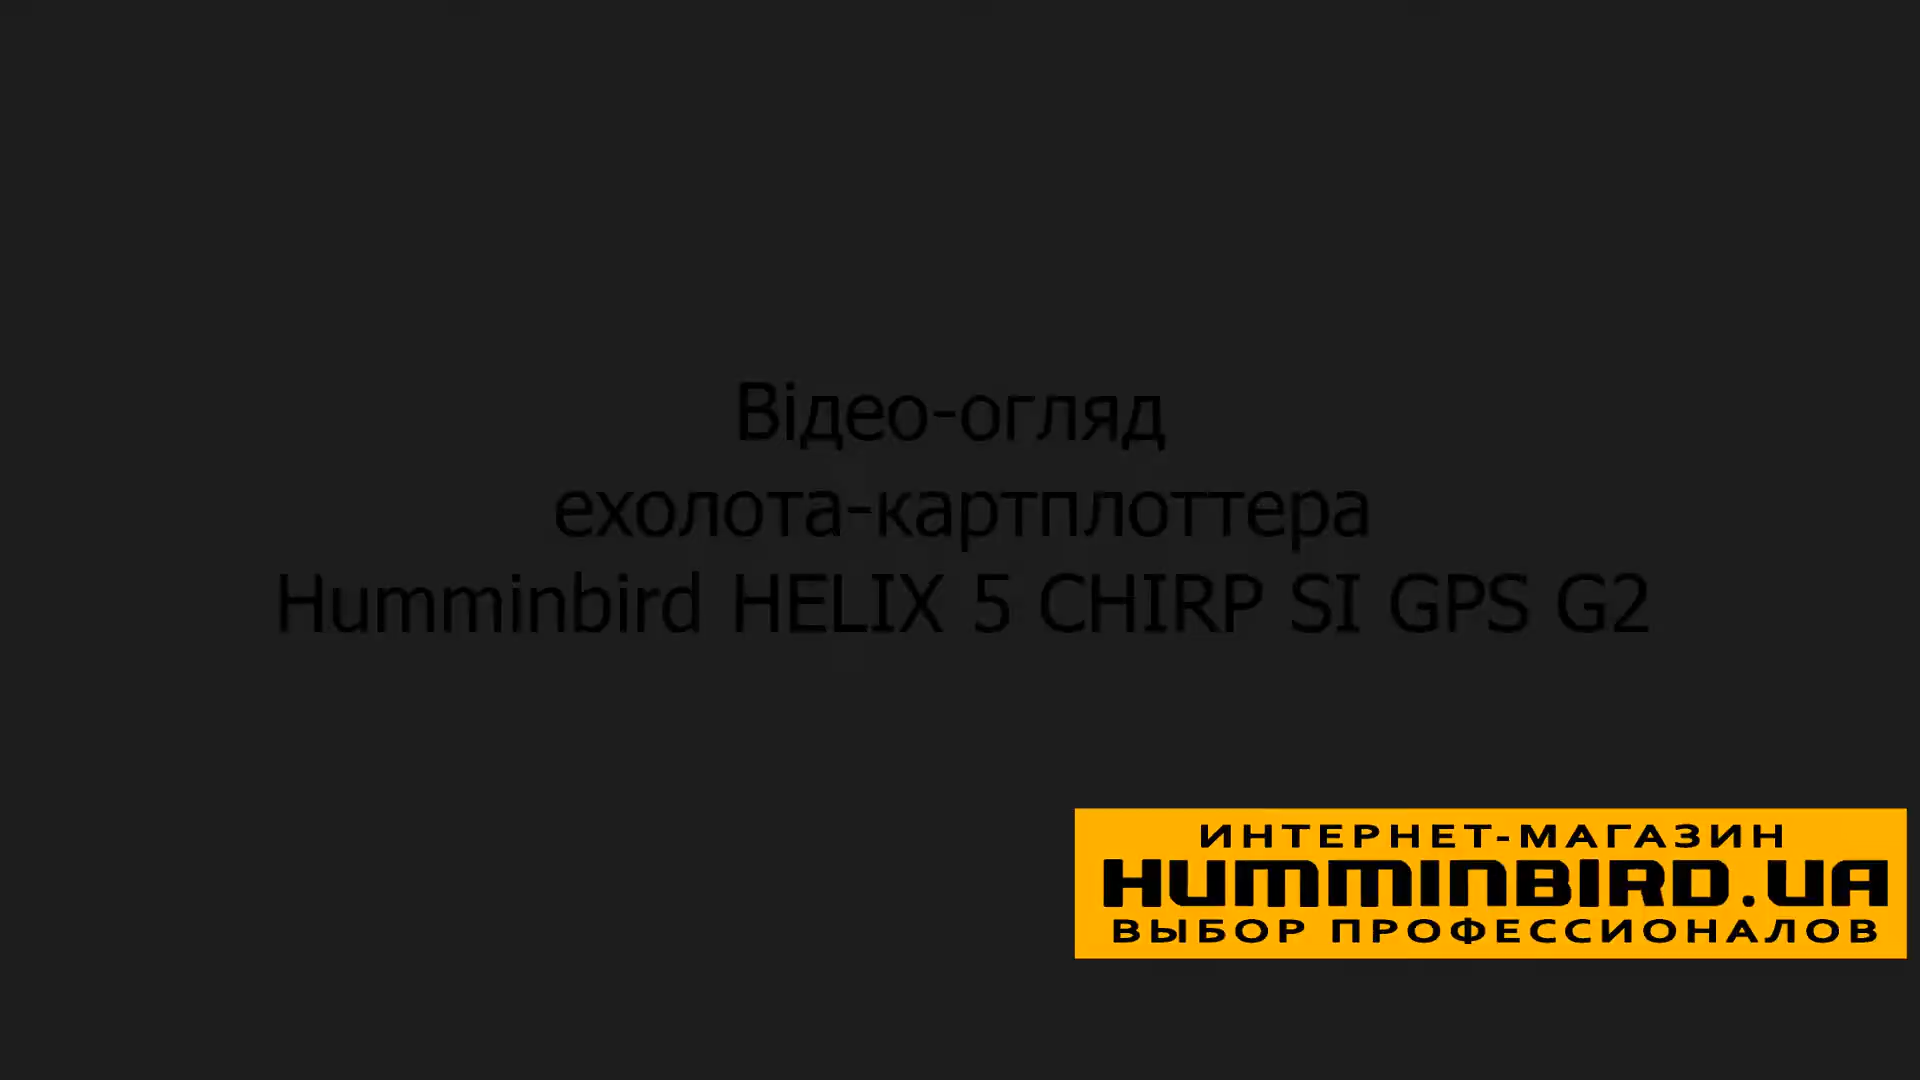 Відео-огляд
ехолота-картплоттера
Humminbird HELIX 5 CHIRP SI GPS G2
ИНТЕРНЕТ-МАГАЗИН
HUMMINBIRD.UA
ВЫБОР ПРОФЕССИОНАЛОВ